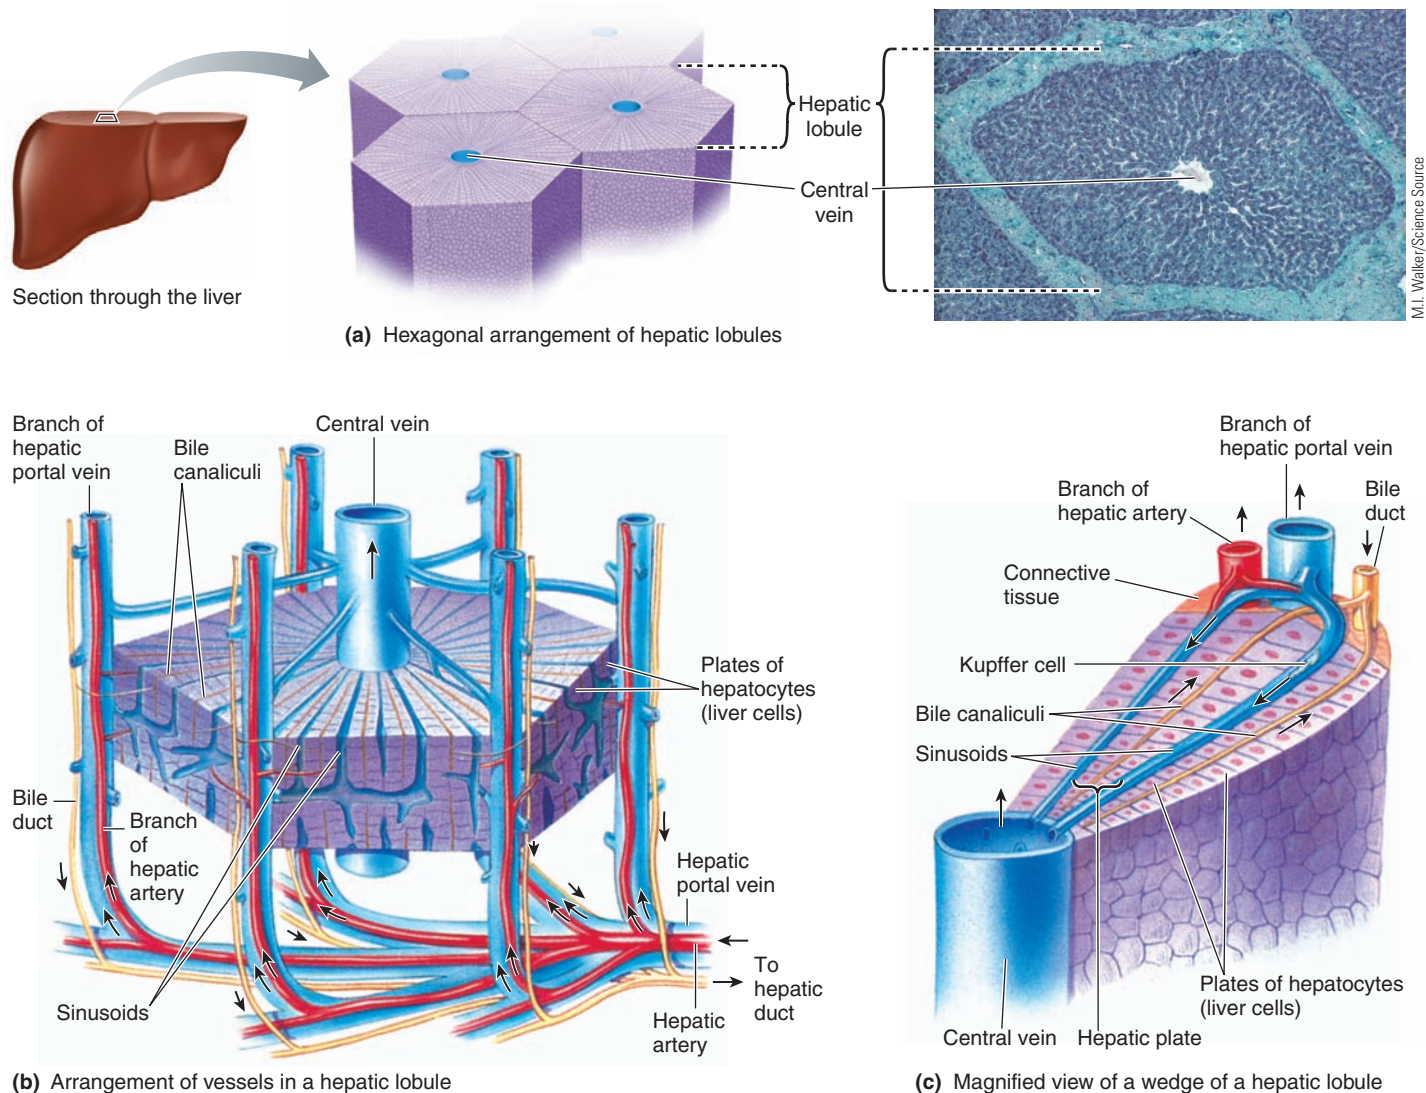 Hepatic
lobule
Central
vein
M.I. Walker/Science Source
Section through the liver
(a) Hexagonal arrangement of hepatic lobules
Branch of
hepatic
portal vein
Bile
canaliculi
Central vein
Plates of
hepatocytes
(liver cells)
Bile
duct
Branch
of
hepatic
artery
Hepatic
portal vein
To
hepatic
duct
Sinusoids
Hepatic
artery
(b) Arrangement of vessels in a hepatic lobule
Branch of
hepatic portal vein
Branch of
hepatic artery
Bile
duct
Connective
tissue
Kupffer cell
Bile canaliculi
Sinusoids
Plates of hepatocytes
(liver cells)
Central vein
Hepatic plate
(c) Magnified view of a wedge of a hepatic lobule